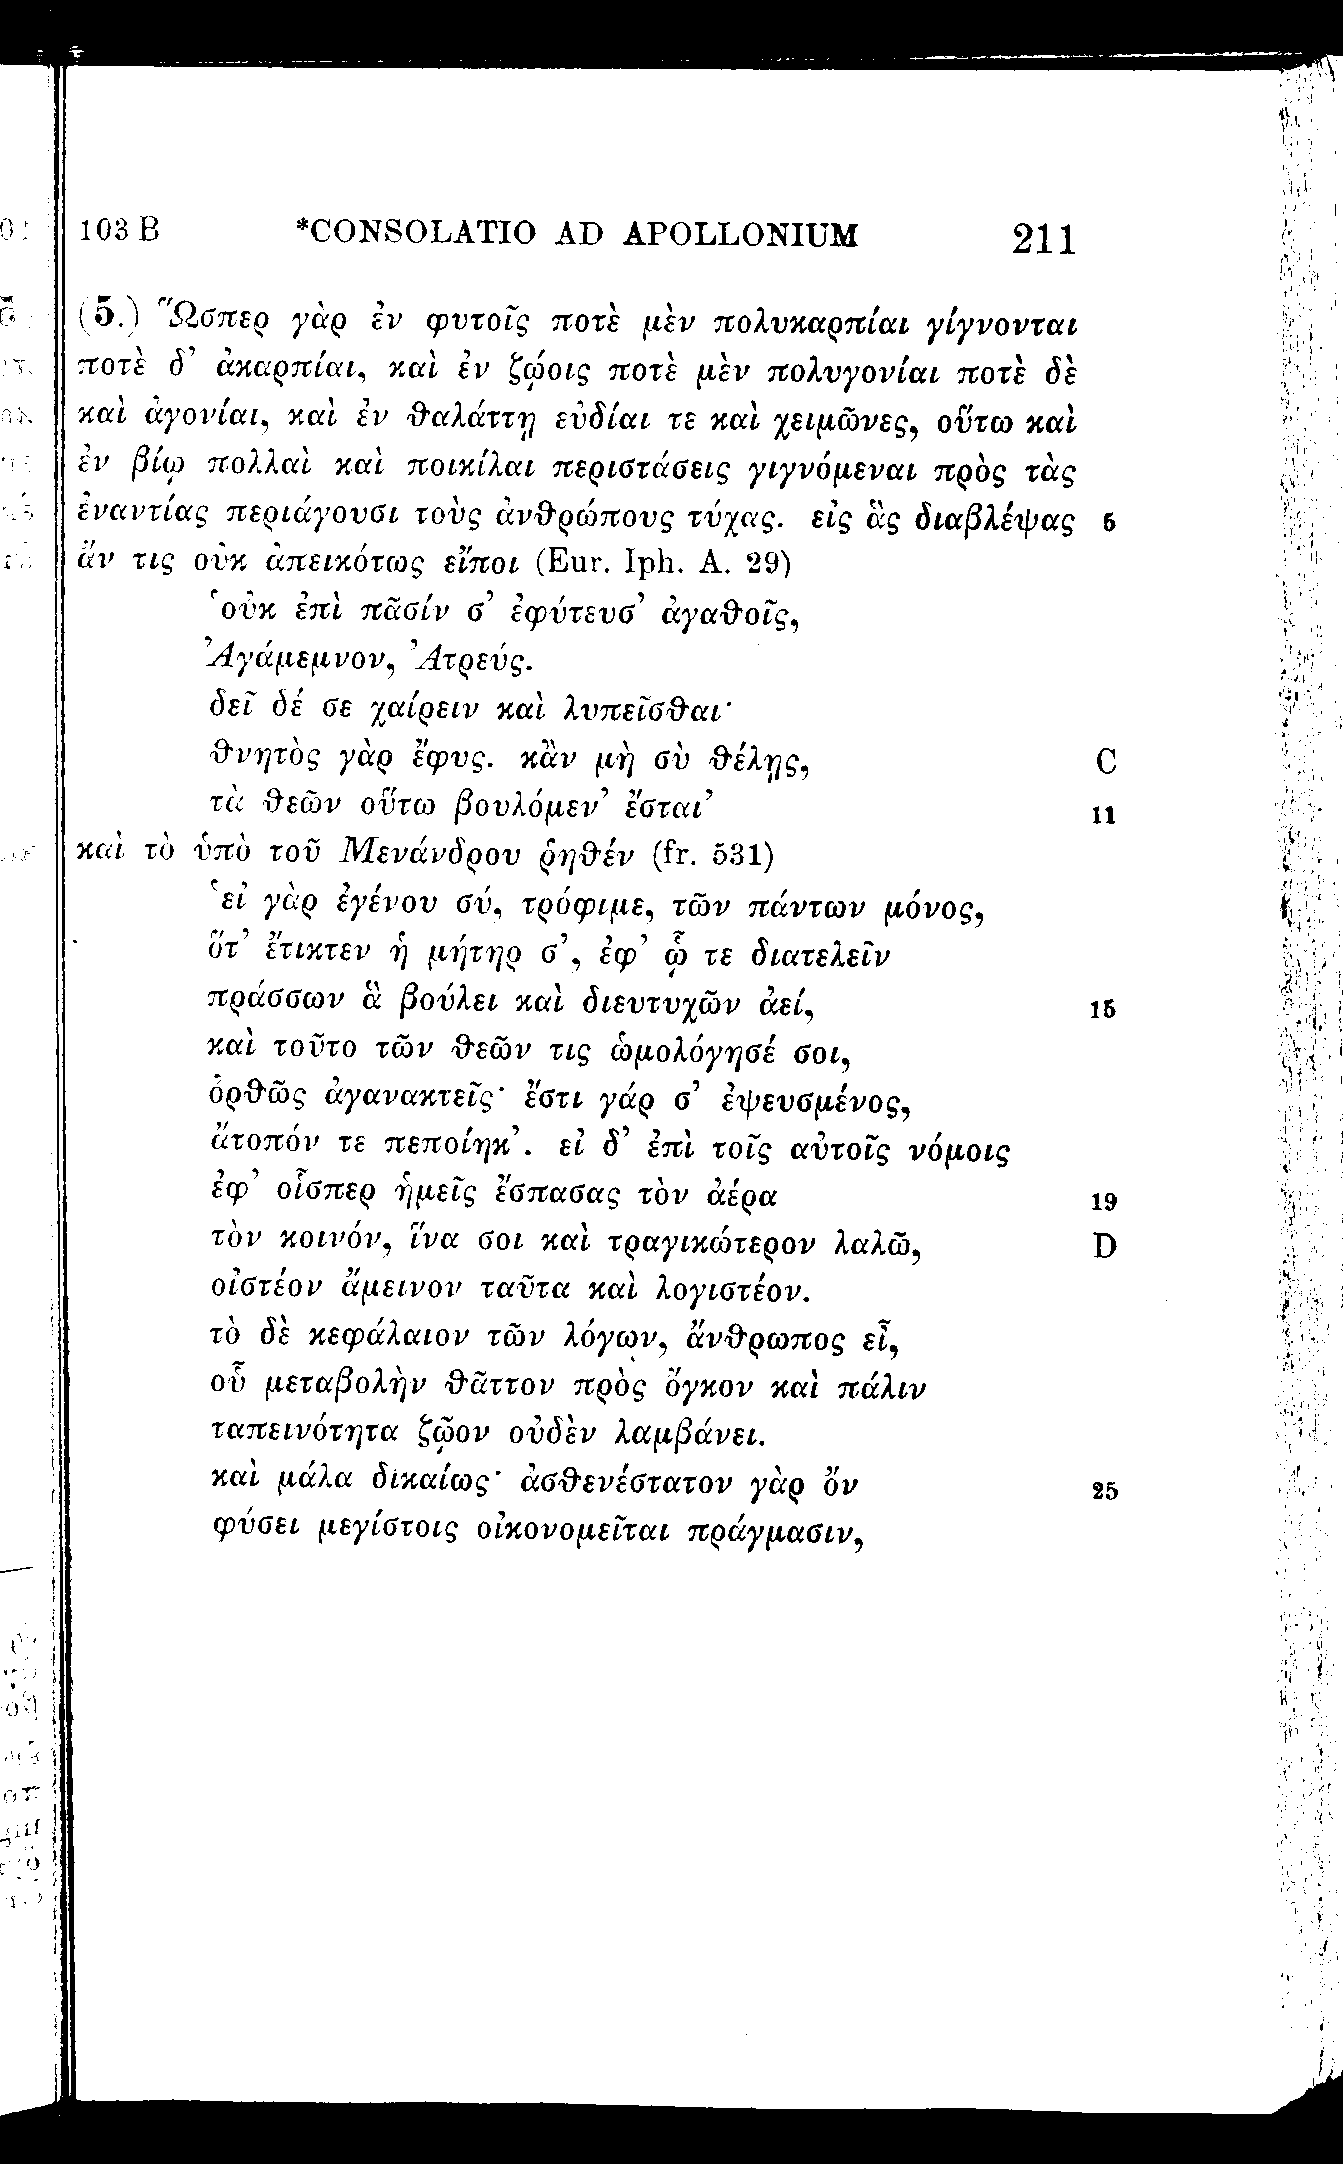 103 B *CONSOLATIO AD APOLLONIUM 211
(5.) Ὥσπερ γὰρ ἐν φυτοῖς ποτὲ μὲν πολυκαρπίαι γίγνονται
ποτὲ δ’ ἀκαρπίαι, καὶ ἐν ζῴοις ποτὲ μὲν πολυγονίαι ποτὲ δὲ
καὶ ἀγονίαι, καὶ ἐν θαλάττῃ εὐδίαι τε καὶ χειμῶνες, οὕτω καὶ
ἐν βίῳ πολλαὶ καὶ ποικίλαι περιστάσεις γιγνόμεναι πρὸς τὰς
ἐναντίας περιάγουσι τοὺς ἀνθρώπους τύχας. εἰς ἃς διαβλέψας 5
ἄν τις οὐκ ἀπεικότως εἴποι (Eur. Iph. A. 29)
‘οὐκ ἐπὶ πᾶσίν σ’ ἐφύτευσ’ ἀγαθοῖς,
Ἀγάμεμνον, Ἀτρεύς.
δεῖ δέ σε χαίρειν καὶ λυπεῖσθαι·
θνητὸς γὰρ ἔφυς. κἂν μὴ σὺ θέλῃς, C
τὰ θεῶν οὕτω βουλόμεν’ ἔσται’ 11
καὶ τὸ ὑπὸ τοῦ Μενάνδρου ῥηθέν (fr. 531)
‘εἰ γὰρ ἐγένου σύ, τρόφιμε, τῶν πάντων μόνος,
ὅτ’ ἔτικτεν ἡ μήτηρ σ’, ἐφ’ ᾧ τε διατελεῖν
πράσσων ἃ βούλει καὶ διευτυχῶν ἀεί, 15
καὶ τοῦτο τῶν θεῶν τις ὡμολόγησέ σοι,
ὀρθῶς ἀγανακτεῖς· ἔστι γάρ σ’ ἐψευσμένος,
ἄτοπόν τε πεποίηκ’. εἰ δ’ ἐπὶ τοῖς αὐτοῖς νόμοις
ἐφ’ οἷσπερ ἡμεῖς ἔσπασας τὸν ἀέρα 19
τὸν κοινόν, ἵνα σοι καὶ τραγικώτερον λαλῶ, D
οἰστέον ἄμεινον ταῦτα καὶ λογιστέον.
τὸ δὲ κεφάλαιον τῶν λόγων, ἄνθρωπος εἶ,
οὗ μεταβολὴν θᾶττον πρὸς ὄγκον καὶ πάλιν
ταπεινότητα ζῷον οὐδὲν λαμβάνει.
καὶ μάλα δικαίως· ἀσθενέστατον γὰρ ὂν 25
φύσει μεγίστοις οἰκονομεῖται πράγμασιν,